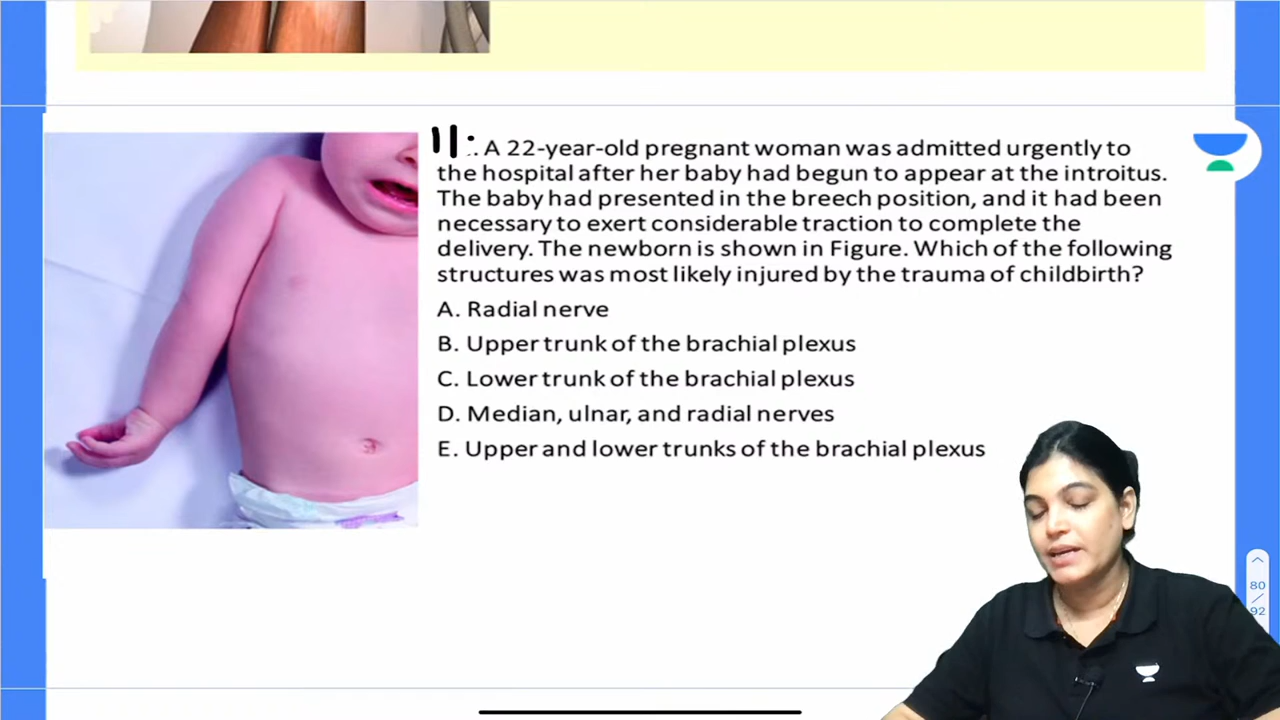 11. A 22-year-old pregnant woman was admitted urgently to
the hospital after her baby had begun to appear at the introitus.
The baby had presented in the breech position, and it had been
necessary to exert considerable traction to complete the
delivery. The newborn is shown in Figure. Which of the following
structures was most likely injured by the trauma of childbirth?
A. Radial nerve
B. Upper trunk of the brachial plexus
C. Lower trunk of the brachial plexus
D. Median, ulnar, and radial nerves
E. Upper and lower trunks of the brachial plexus
80
/
92